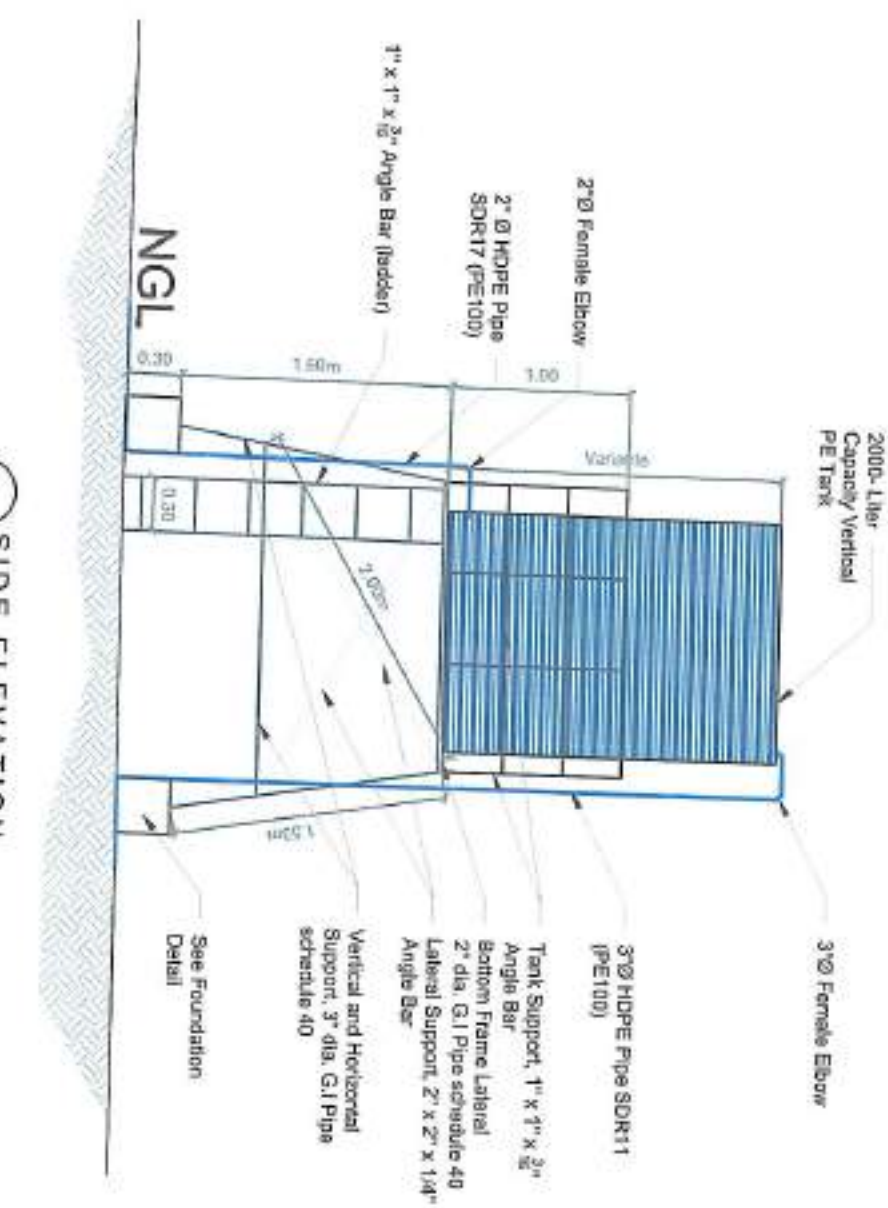 2000- Liter
Capacity Vertical
PE Tank
3"Ø Female Elbow
2"Ø Female Elbow
2" Ø HDPE Pipe
SDR17 (PE100)
1" x 1" x 3/16" Angle Bar (ladder)
NGL
0.30
1.50m
1.00
Variable
0.30
2.00m
1.53m
3"Ø HDPE Pipe SDR11
(PE100)
Tank Support, 1" x 1" x 3/16"
Angle Bar
Bottom Frame Lateral
2" dia. G.I Pipe schedule 40
Lateral Support, 2" x 2" x 1/4"
Angle Bar
Vertical and Horizontal
Support, 3" dia. G.I Pipe
schedule 40
See Foundation
Detail
SIDE ELEVATION